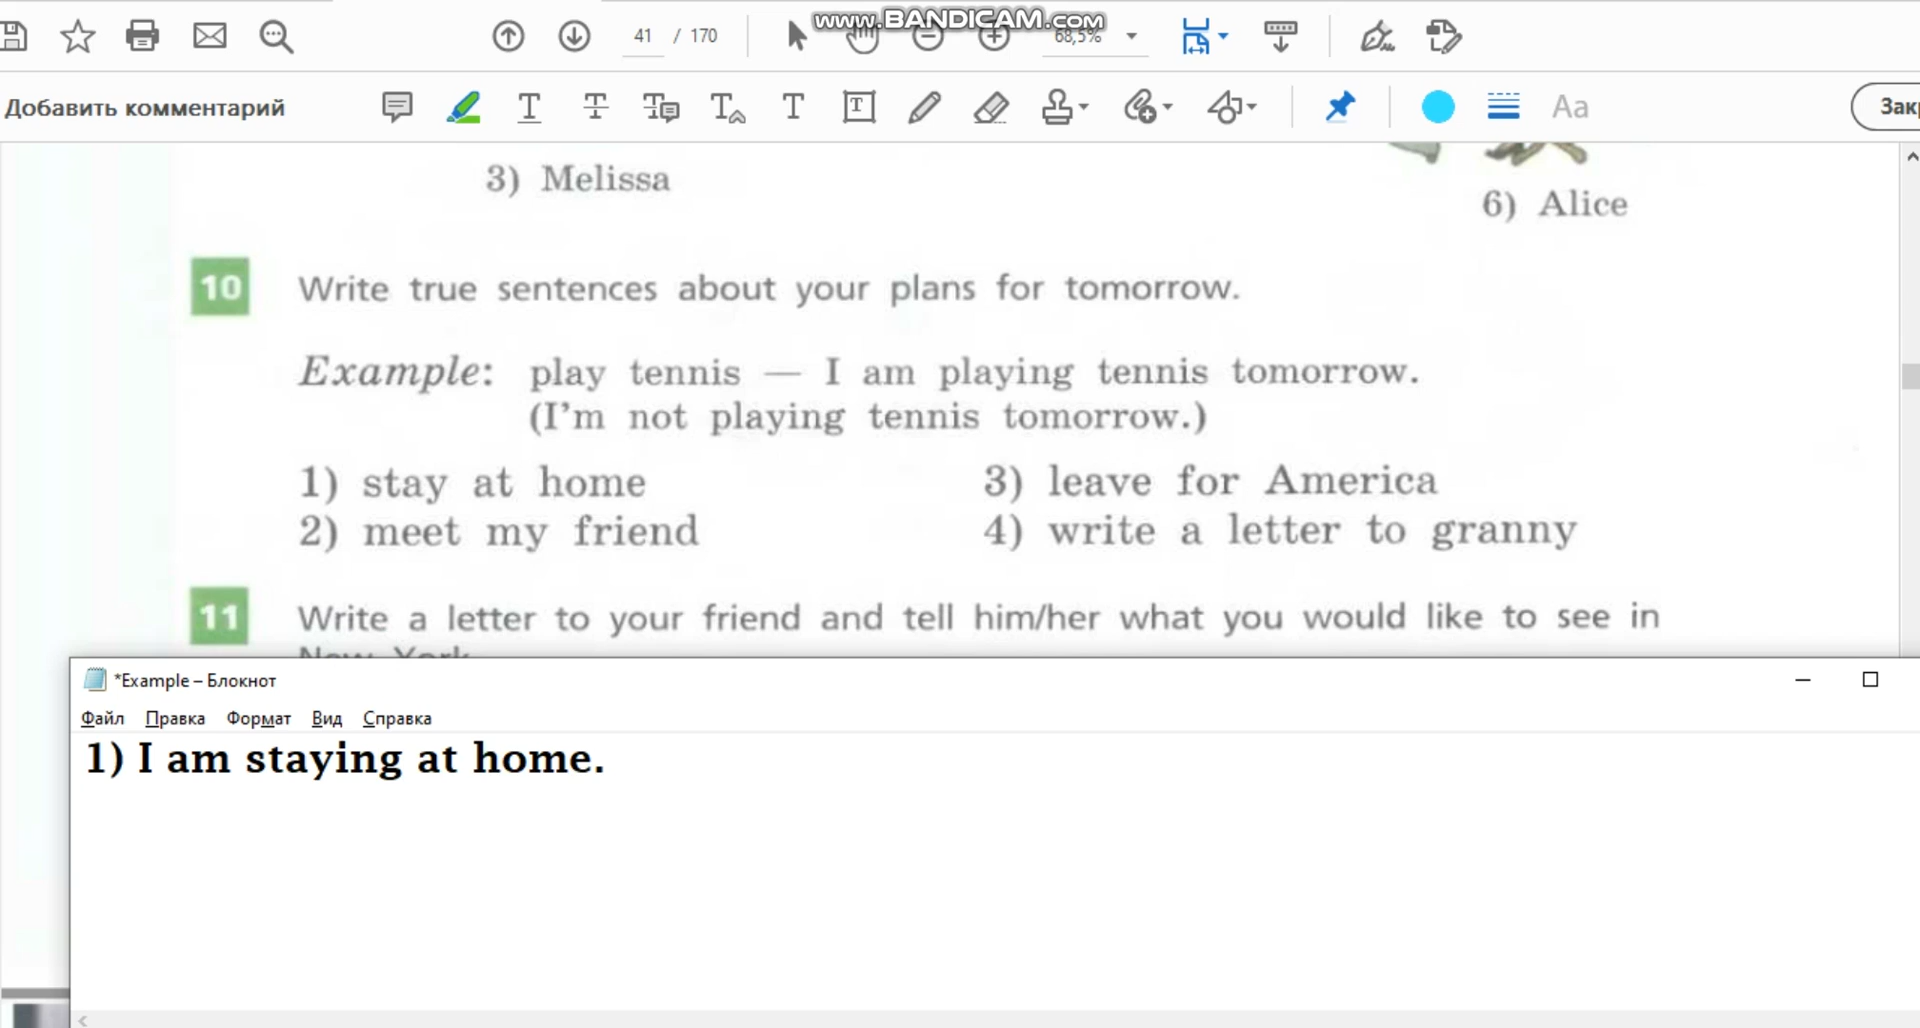 www.BANDICAM.com
41 / 170
68,5%
Добавить комментарий
Aa
3) Melissa
6) Alice
10 Write true sentences about your plans for tomorrow.
Example: play tennis — I am playing tennis tomorrow.
(I'm not playing tennis tomorrow.)
1) stay at home
3) leave for America
2) meet my friend
4) write a letter to granny
11 Write a letter to your friend and tell him/her what you would like to see in
New York
*Example – Блокнот
Файл Правка Формат Вид Справка
1) I am staying at home.